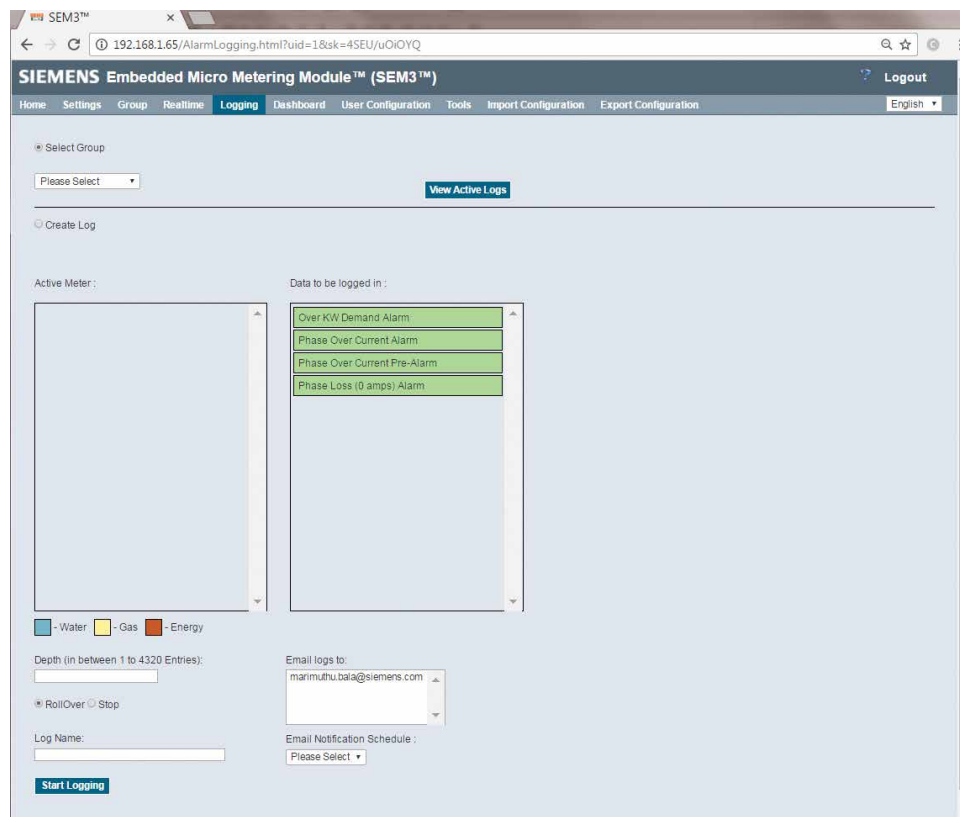 SEM3™
192.168.1.65/AlarmLogging.html?uid=1&sk=4SEU/uOiOYQ
SIEMENS Embedded Micro Metering Module™ (SEM3™)
? Logout
Home Settings Group Realtime Logging Dashboard User Configuration Tools Import Configuration Export Configuration English
Select Group
Please Select
View Active Logs
Create Log
Active Meter :
Data to be logged in :
Over KW Demand Alarm
Phase Over Current Alarm
Phase Over Current Pre-Alarm
Phase Loss (0 amps) Alarm
- Water - Gas - Energy
Depth (in between 1 to 4320 Entries):
Email logs to:
marimuthu.bala@siemens.com
RollOver Stop
Log Name:
Email Notification Schedule :
Please Select
Start Logging